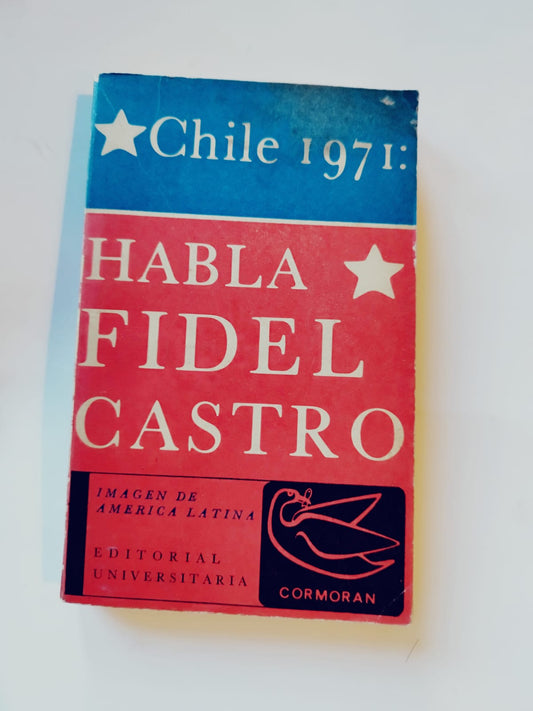 Chile 1971:
HABLA
FIDEL
CASTRO
IMAGEN DE
AMERICA LATINA
EDITORIAL
UNIVERSITARIA
CORMORAN